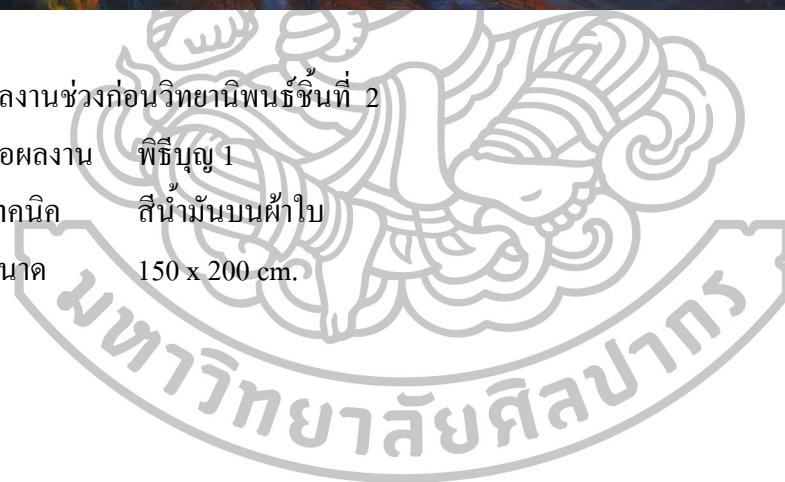 ลงานช่วงก่อนวิทยานิพนธ์ชิ้นที่ 2
อผลงาน พิธีบุญ 1
ทคนิค สีน้ำมันบนผ้าใบ
นาด 150 x 200 cm.
มหาวิทยาลัยศิลปากร